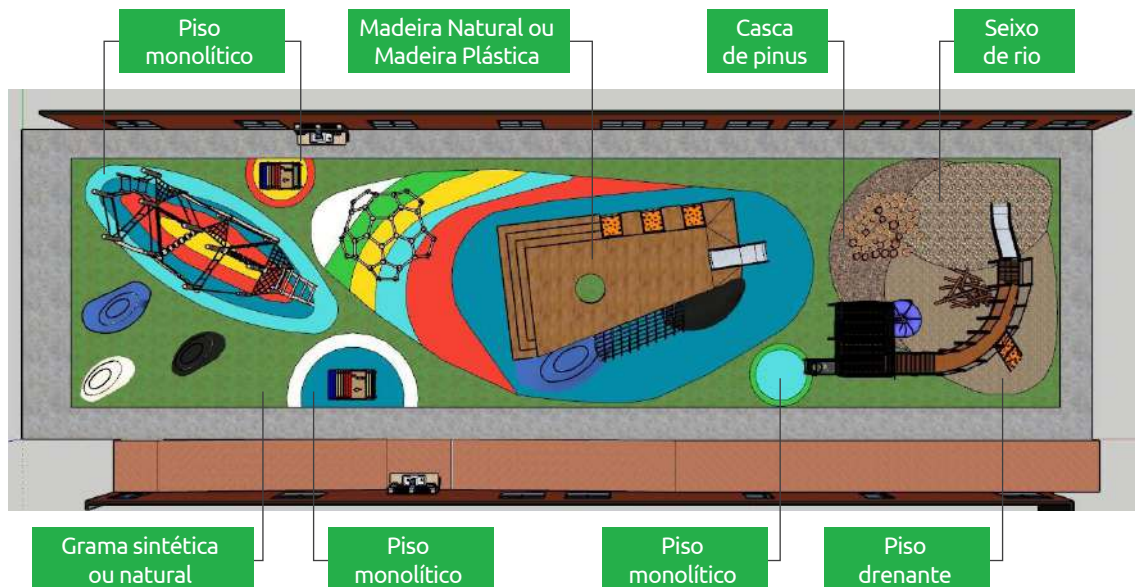 Piso
monolítico
Madeira Natural ou
Madeira Plástica
Casca
de pinus
Seixo
de rio
Grama sintética
ou natural
Piso
monolítico
Piso
monolítico
Piso
drenante